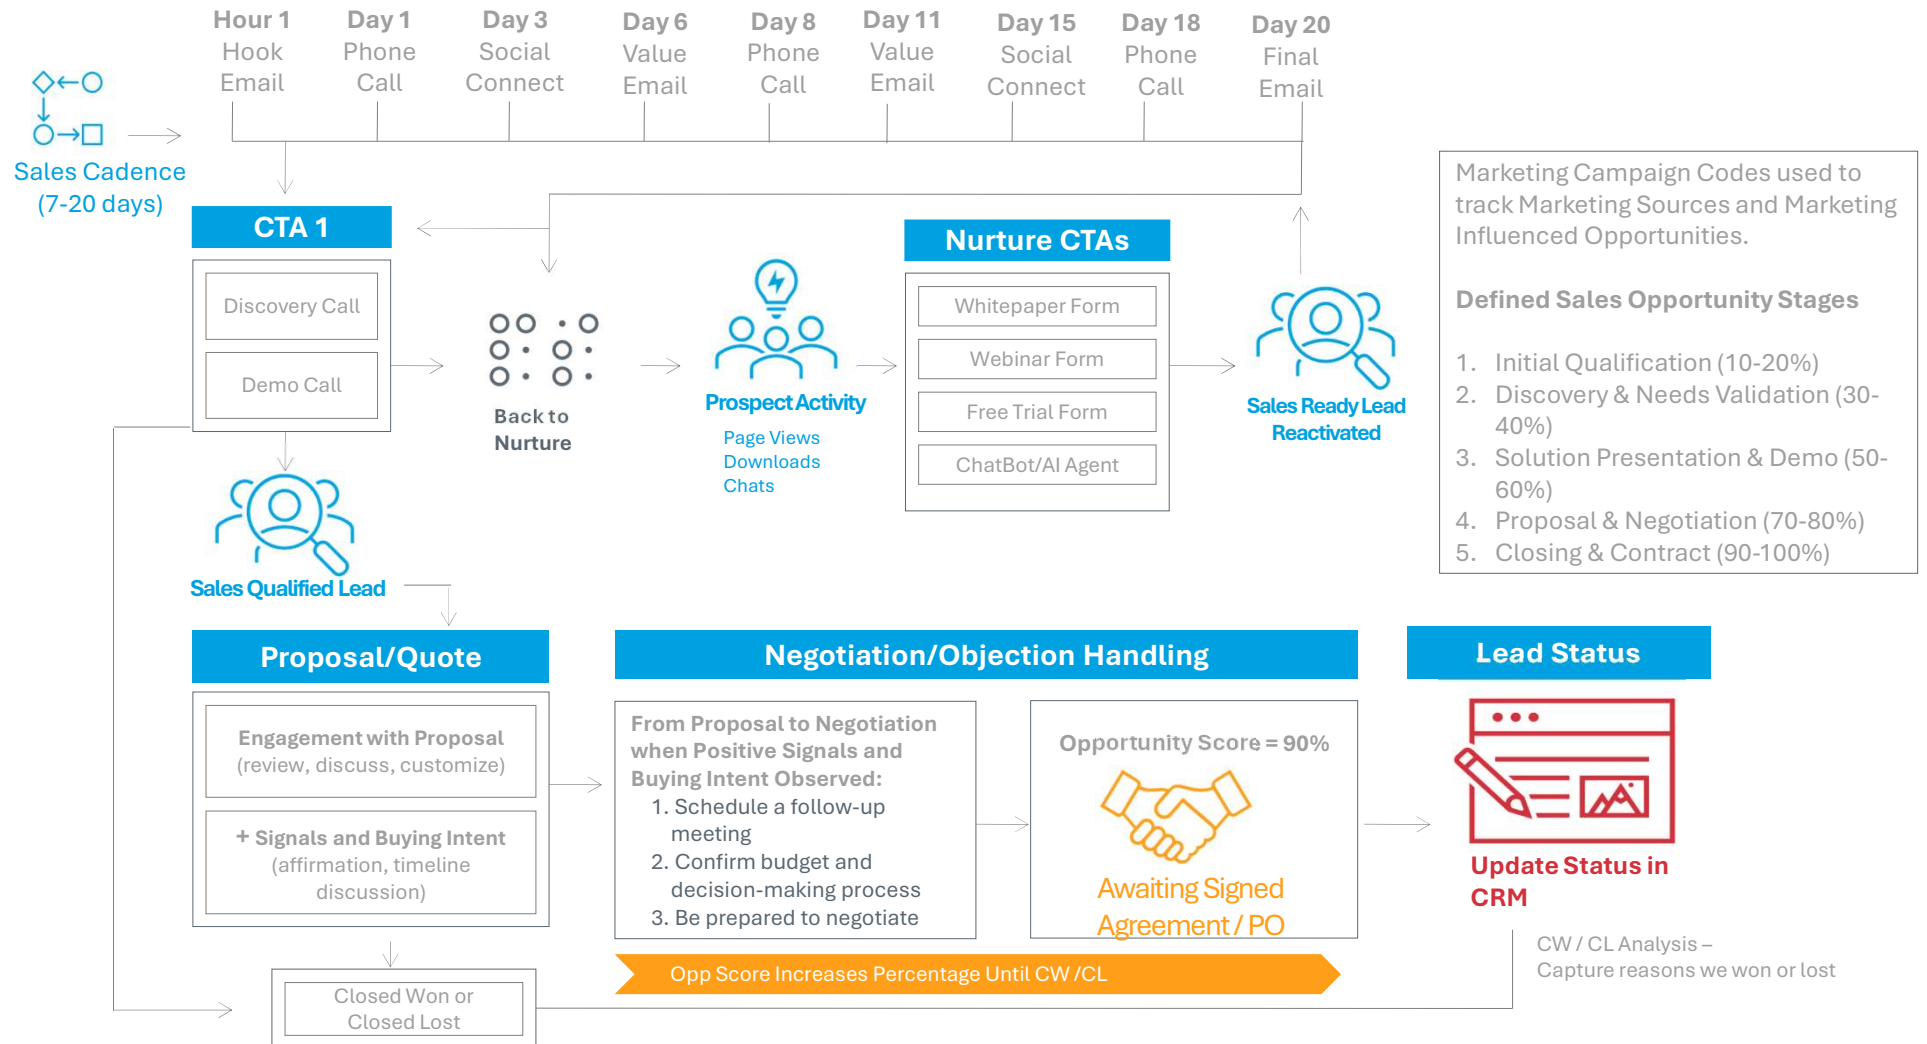 Hour 1
Hook
Email
Day 1
Phone
Call
Day 3
Social
Connect
Day 6
Value
Email
Day 8
Phone
Call
Day 11
Value
Email
Day 15
Social
Connect
Day 18
Phone
Call
Day 20
Final
Email
Sales Cadence
(7-20 days)
CTA 1
Discovery Call
Demo Call
Back to
Nurture
Prospect Activity
Page Views
Downloads
Chats
Nurture CTAs
Whitepaper Form
Webinar Form
Free Trial Form
ChatBot/AI Agent
Sales Ready Lead
Reactivated
Marketing Campaign Codes used to
track Marketing Sources and Marketing
Influenced Opportunities.
Defined Sales Opportunity Stages
1. Initial Qualification (10-20%)
2. Discovery & Needs Validation (30-
40%)
3. Solution Presentation & Demo (50-
60%)
4. Proposal & Negotiation (70-80%)
5. Closing & Contract (90-100%)
Sales Qualified Lead
Proposal/Quote
Engagement with Proposal
(review, discuss, customize)
+ Signals and Buying Intent
(affirmation, timeline
discussion)
Closed Won or
Closed Lost
Negotiation/Objection Handling
From Proposal to Negotiation
when Positive Signals and
Buying Intent Observed:
1. Schedule a follow-up
meeting
2. Confirm budget and
decision-making process
3. Be prepared to negotiate
Opportunity Score = 90%
Awaiting Signed
Agreement / PO
Opp Score Increases Percentage Until CW /CL
Lead Status
Update Status in
CRM
CW / CL Analysis –
Capture reasons we won or lost